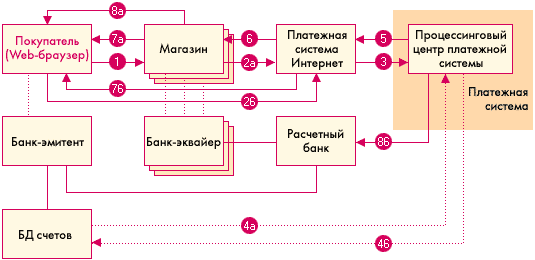 8а
Покупатель
(Web-браузер)
7а
1
Магазин
6
2а
Платежная
система
Интернет
5
3
Процессинговый
центр платежной
системы
7б
2б
Платежная
система
Банк-эмитент
Банк-эквайер
Расчетный
банк
8б
БД счетов
4а
4б